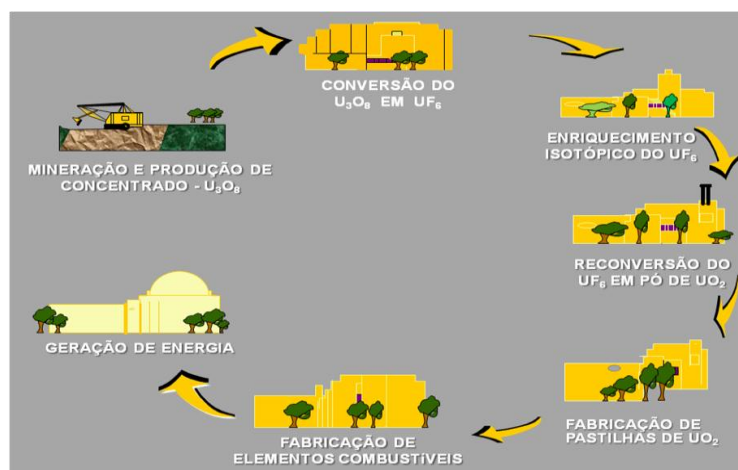 CONVERSÃO DO
U₃O₈ EM UF₆
MINERAÇÃO E PRODUÇÃO DE
CONCENTRADO - U₃O₈
ENRIQUECIMENTO
ISOTÓPICO DO UF₆
RECONVERSÃO DO
UF₆ EM PÓ DE UO₂
FABRICAÇÃO DE
PASTILHAS DE UO₂
FABRICAÇÃO DE
ELEMENTOS COMBUSTíVEIS
GERAÇÃO DE ENERGIA